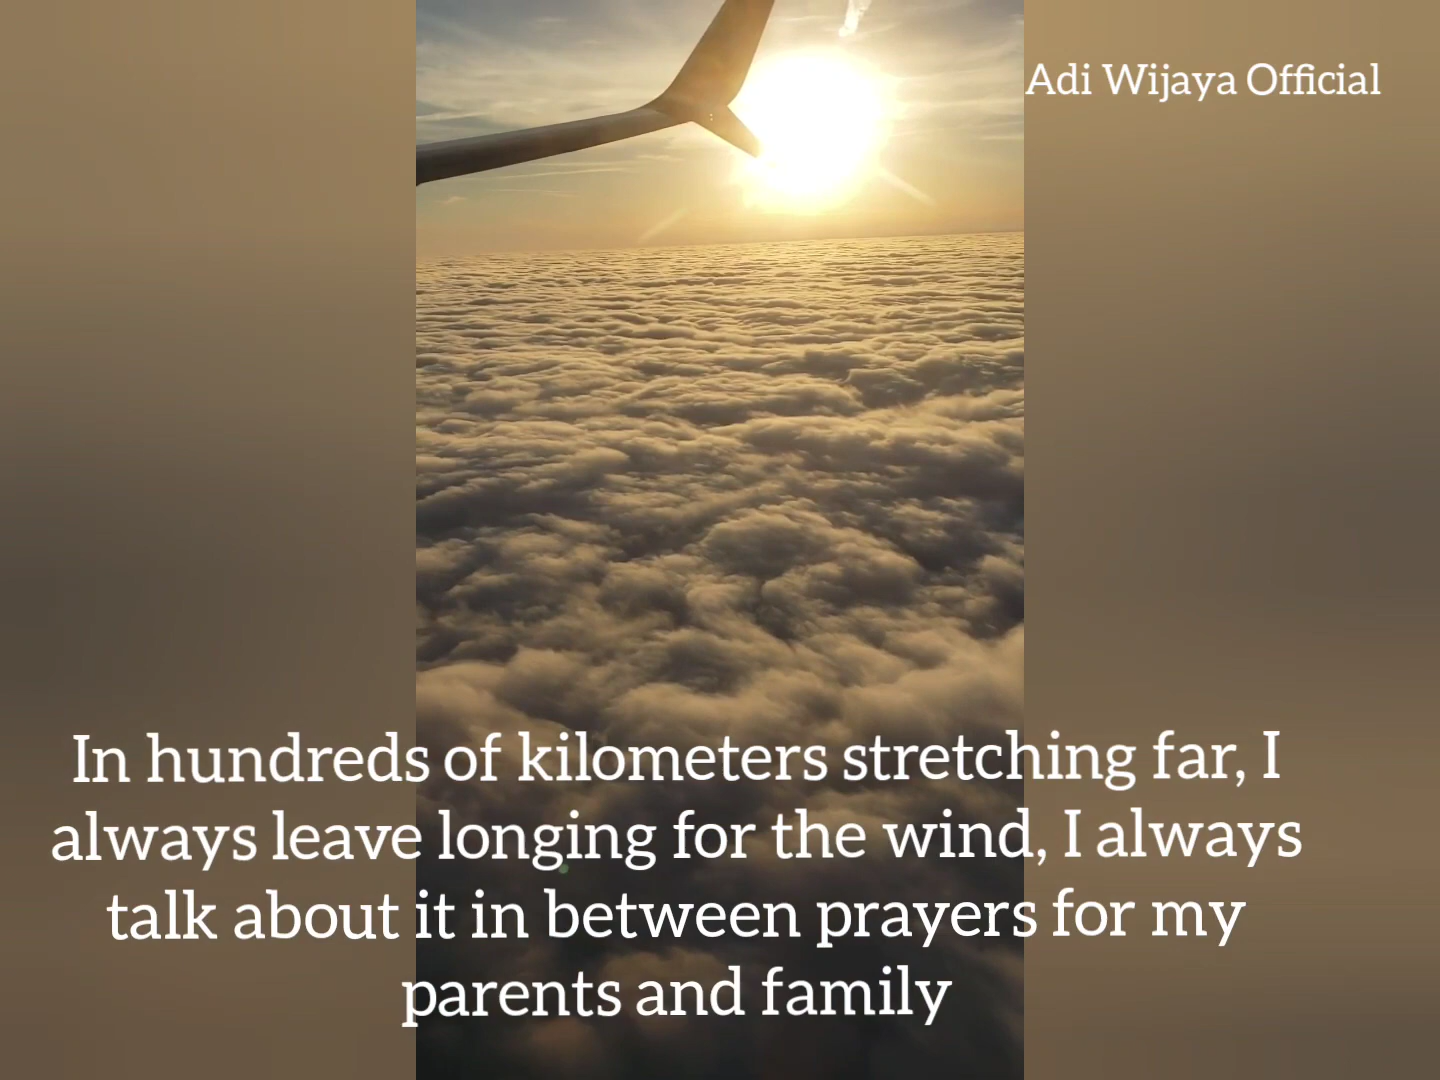 Adi Wijaya Official
In hundreds of kilometers stretching far, I
always leave longing for the wind, I always
talk about it in between prayers for my
parents and family